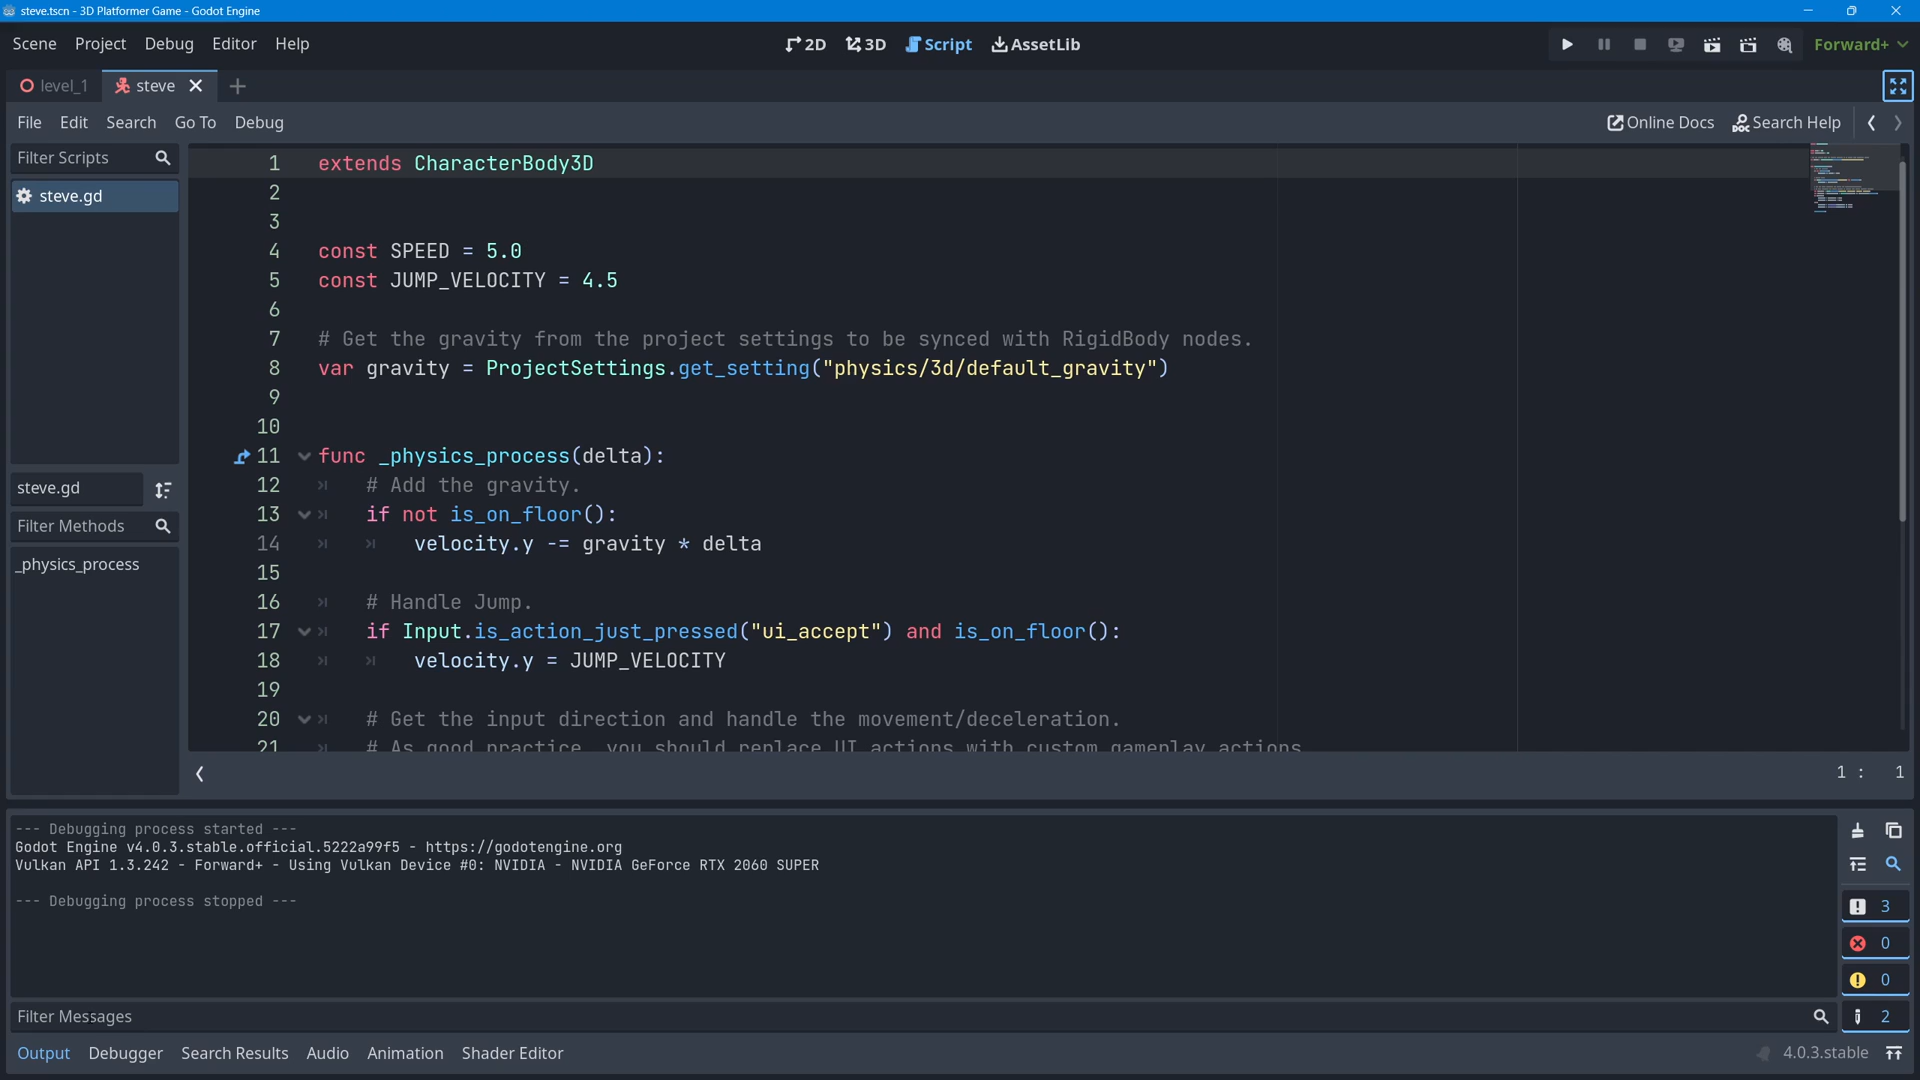 steve.tscn - 3D Platformer Game - Godot Engine
Scene Project Debug Editor Help
2D 3D Script AssetLib
Forward+
level_1 steve
File Edit Search Go To Debug
Online Docs Search Help
Filter Scripts
steve.gd
steve.gd
Filter Methods
_physics_process
1 extends CharacterBody3D
2
3
4 const SPEED = 5.0
5 const JUMP_VELOCITY = 4.5
6
7 # Get the gravity from the project settings to be synced with RigidBody nodes.
8 var gravity = ProjectSettings.get_setting("physics/3d/default_gravity")
9
10
11 func _physics_process(delta):
12 # Add the gravity.
13 if not is_on_floor():
14 velocity.y -= gravity * delta
15
16 # Handle Jump.
17 if Input.is_action_just_pressed("ui_accept") and is_on_floor():
18 velocity.y = JUMP_VELOCITY
19
20 # Get the input direction and handle the movement/deceleration.
21 # As good practice, you should replace UI actions with custom gameplay actions.
1 : 1
--- Debugging process started ---
Godot Engine v4.0.3.stable.official.5222a99f5 - https://godotengine.org
Vulkan API 1.3.242 - Forward+ - Using Vulkan Device #0: NVIDIA - NVIDIA GeForce RTX 2060 SUPER
--- Debugging process stopped ---
3
0
0
2
Filter Messages
Output Debugger Search Results Audio Animation Shader Editor
4.0.3.stable